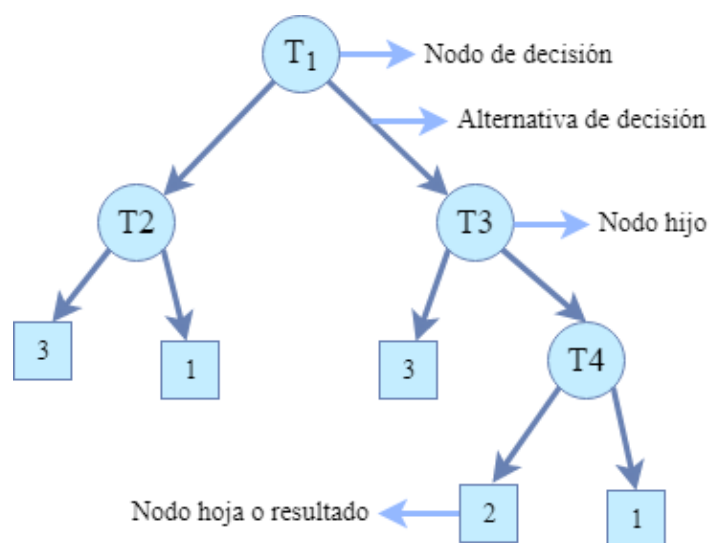 T1
Nodo de decisión
Alternativa de decisión
T2
T3
Nodo hijo
3
1
3
T4
Nodo hoja o resultado
2
1